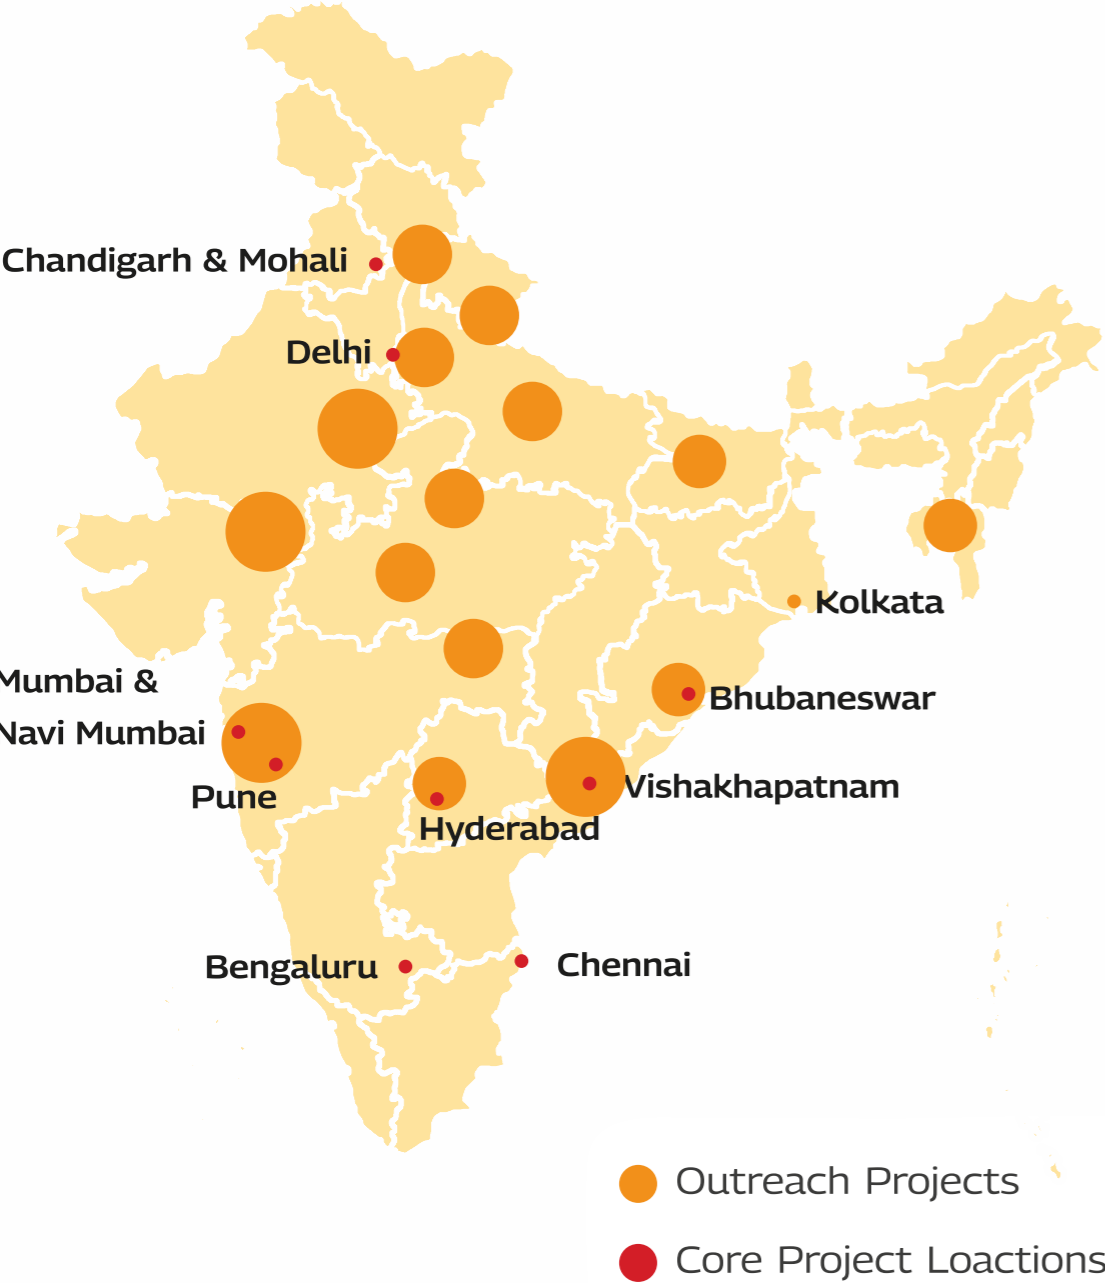 Chandigarh & Mohali
Delhi
Kolkata
Mumbai &
Navi Mumbai
Bhubaneswar
Pune
Vishakhapatnam
Hyderabad
Bengaluru
Chennai
Outreach Projects
Core Project Loactions